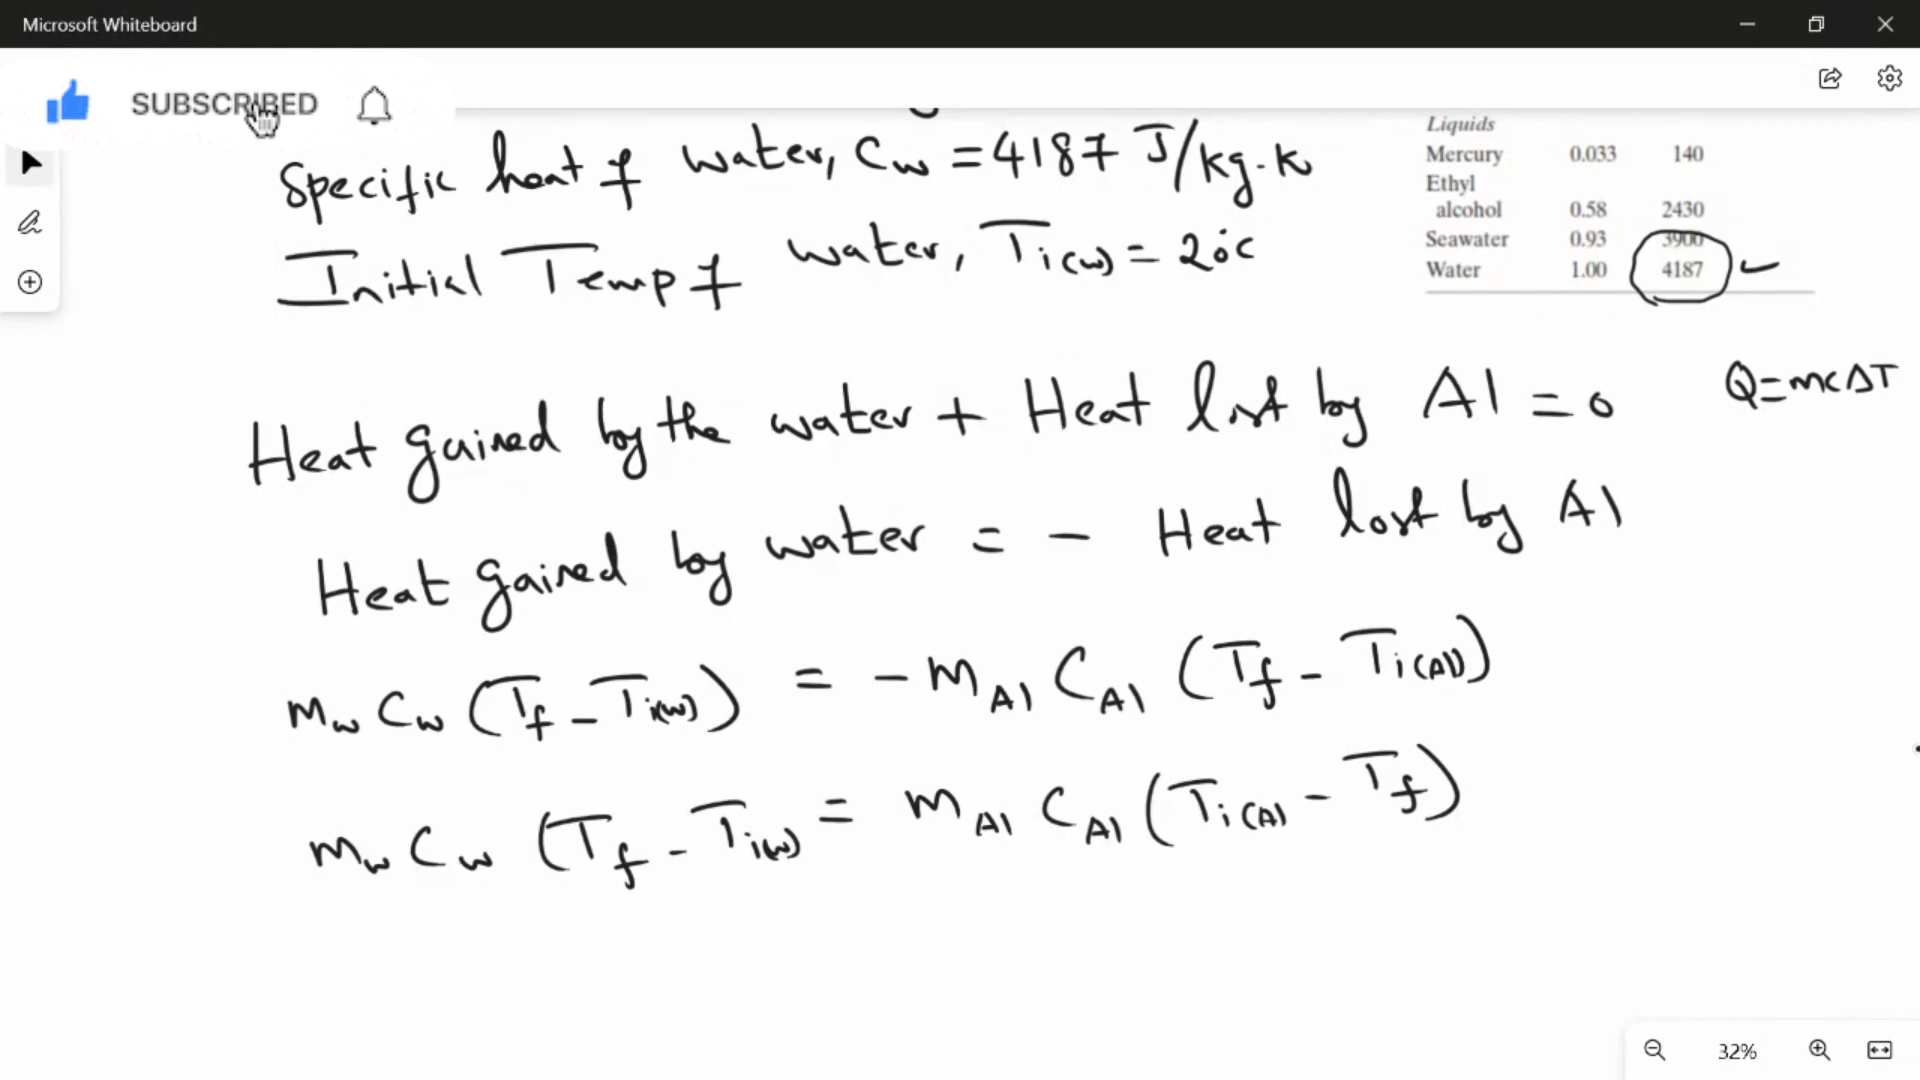 Microsoft Whiteboard
SUBSCRIBED
Specific heat of water, Cw = 4187 J/kg.K
Initial Temp of water, Ti(w) = 20°C
Liquids
Mercury 0.033 140
Ethyl
alcohol 0.58 2430
Seawater 0.93 3900
Water 1.00 4187
Q = mcΔT
Heat gained by the water + Heat lost by Al = 0
Heat gained by water = - Heat lost by Al
mw Cw (Tf - Ti(w)) = - mAl CAl (Tf - Ti(Al))
mw Cw (Tf - Ti(w) = mAl CAl (Ti(Al) - Tf)
32%